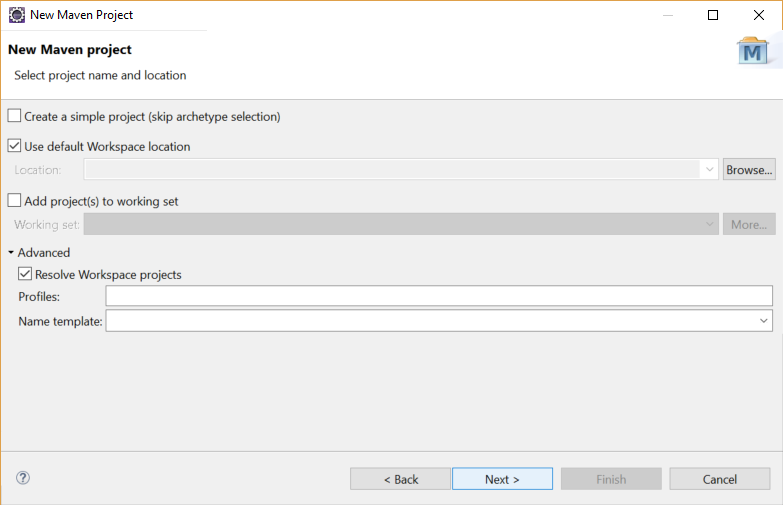 New Maven Project
New Maven project
Select project name and location
M
Create a simple project (skip archetype selection)
Use default Workspace location
Location:
Browse...
Add project(s) to working set
Working set:
More...
Advanced
Resolve Workspace projects
Profiles:
Name template:
?
< Back
Next >
Finish
Cancel